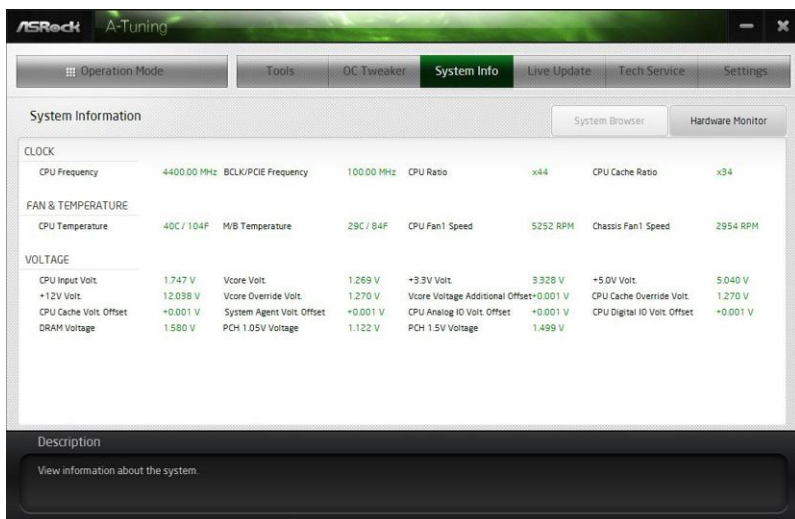 ASRock A-Tuning
Operation Mode Tools OC Tweaker System Info Live Update Tech Service Settings
System Information System Browser Hardware Monitor
CLOCK
CPU Frequency 4400.00 MHz BCLK/PCIE Frequency 100.00 MHz CPU Ratio x44 CPU Cache Ratio x34
FAN & TEMPERATURE
CPU Temperature 40C / 104F M/B Temperature 29C / 84F CPU Fan1 Speed 5252 RPM Chassis Fan1 Speed 2954 RPM
VOLTAGE
CPU Input Volt. 1.747 V Vcore Volt. 1.269 V +3.3V Volt. 3.328 V +5.0V Volt. 5.040 V
+12V Volt. 12.038 V Vcore Override Volt. 1.270 V Vcore Voltage Additional Offset +0.001 V CPU Cache Override Volt. 1.270 V
CPU Cache Volt. Offset +0.001 V System Agent Volt. Offset +0.001 V CPU Analog IO Volt. Offset +0.001 V CPU Digital IO Volt. Offset +0.001 V
DRAM Voltage 1.580 V PCH 1.05V Voltage 1.122 V PCH 1.5V Voltage 1.499 V
Description
View information about the system.